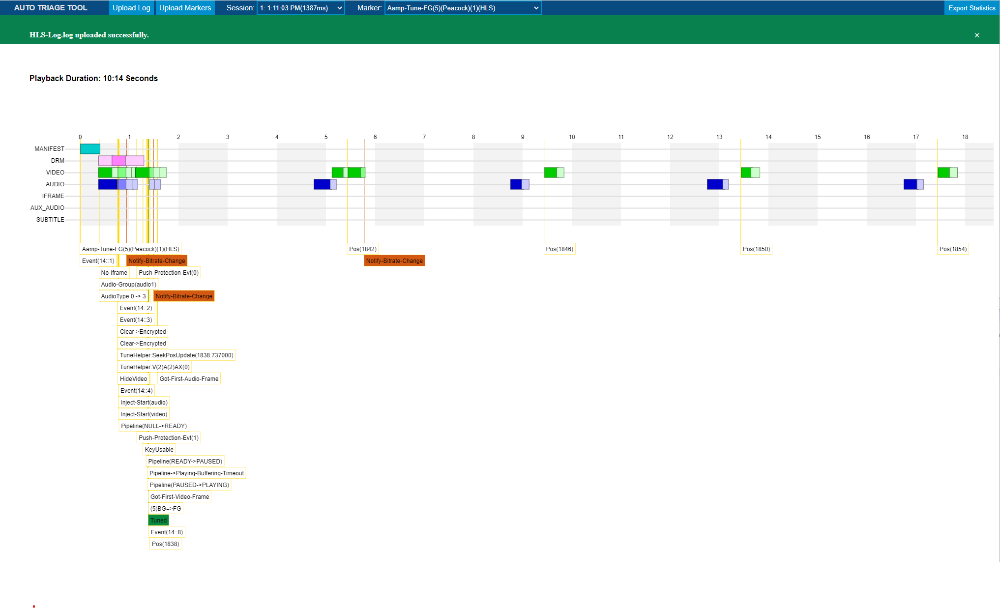 AUTO TRIAGE TOOL Upload Log Upload Markers Session: 1: 1:11:03 PM(1387ms) Marker: Aamp-Tune-FG(5)(Peacock)(1)(HLS) Export Statistics
HLS-Log.log uploaded successfully. ×
Playback Duration: 10:14 Seconds
0 1 2 3 4 5 6 7 8 9 10 11 12 13 14 15 16 17 18
MANIFEST
DRM
VIDEO
AUDIO
IFRAME
AUX_AUDIO
SUBTITLE
Aamp-Tune-FG(5)(Peacock)(1)(HLS) Pos(1842) Pos(1846) Pos(1850) Pos(1854)
Event(14::1) Notify-Bitrate-Change Notify-Bitrate-Change
No-Iframe Push-Protection-Evt(0)
Audio-Group(audio1)
AudioType 0 -> 3 Notify-Bitrate-Change
Event(14::2)
Event(14::3)
Clear->Encrypted
Clear->Encrypted
TuneHelper:SeekPosUpdate(1838.737000)
TuneHelper:V(2)A(2)AX(0)
HideVideo Got-First-Audio-Frame
Event(14::4)
Inject-Start(audio)
Inject-Start(video)
Pipeline(NULL->READY)
Push-Protection-Evt(1)
KeyUsable
Pipeline(READY->PAUSED)
Pipeline->Playing-Buffering-Timeout
Pipeline(PAUSED->PLAYING)
Got-First-Video-Frame
(5)BG=>FG
Tuned
Event(14::8)
Pos(1838)